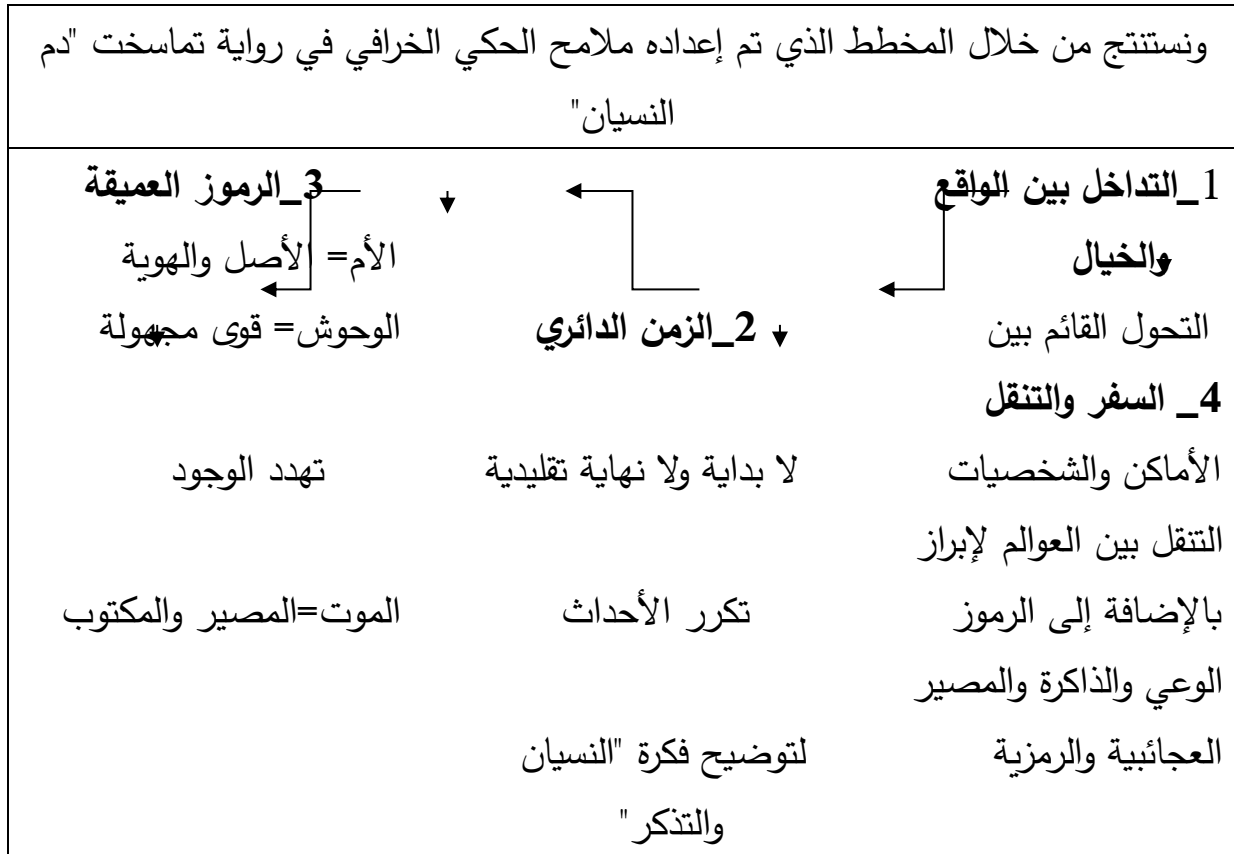 ونستنتج من خلال المخطط الذي تم إعداده ملامح الحكي الخرافي في رواية تماسخت "دم
النسيان"
1_التداخل بين الواقع 3_الرموز العميقة
والخيال الأم= الأصل والهوية
التحول القائم بين 2_الزمن الدائري الوحوش= قوى مجهولة
4_ السفر والتنقل
الأماكن والشخصيات لا بداية ولا نهاية تقليدية تهدد الوجود
التنقل بين العوالم لإبراز
بالإضافة إلى الرموز تكرر الأحداث الموت=المصير والمكتوب
الوعي والذاكرة والمصير
العجائبية والرمزية لتوضيح فكرة "النسيان
والتذكر"